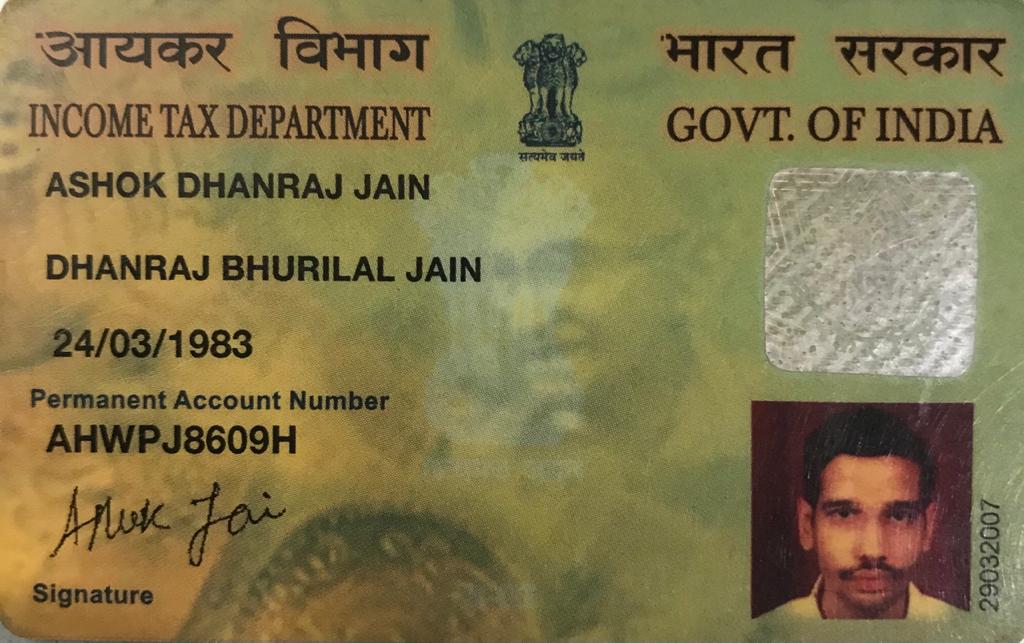 आयकर विभाग
INCOME TAX DEPARTMENT
भारत सरकार
GOVT. OF INDIA
सत्यमेव जयते
ASHOK DHANRAJ JAIN
DHANRAJ BHURILAL JAIN
24/03/1983
Permanent Account Number
AHWPJ8609H
Ashok Jain
Signature
29032007